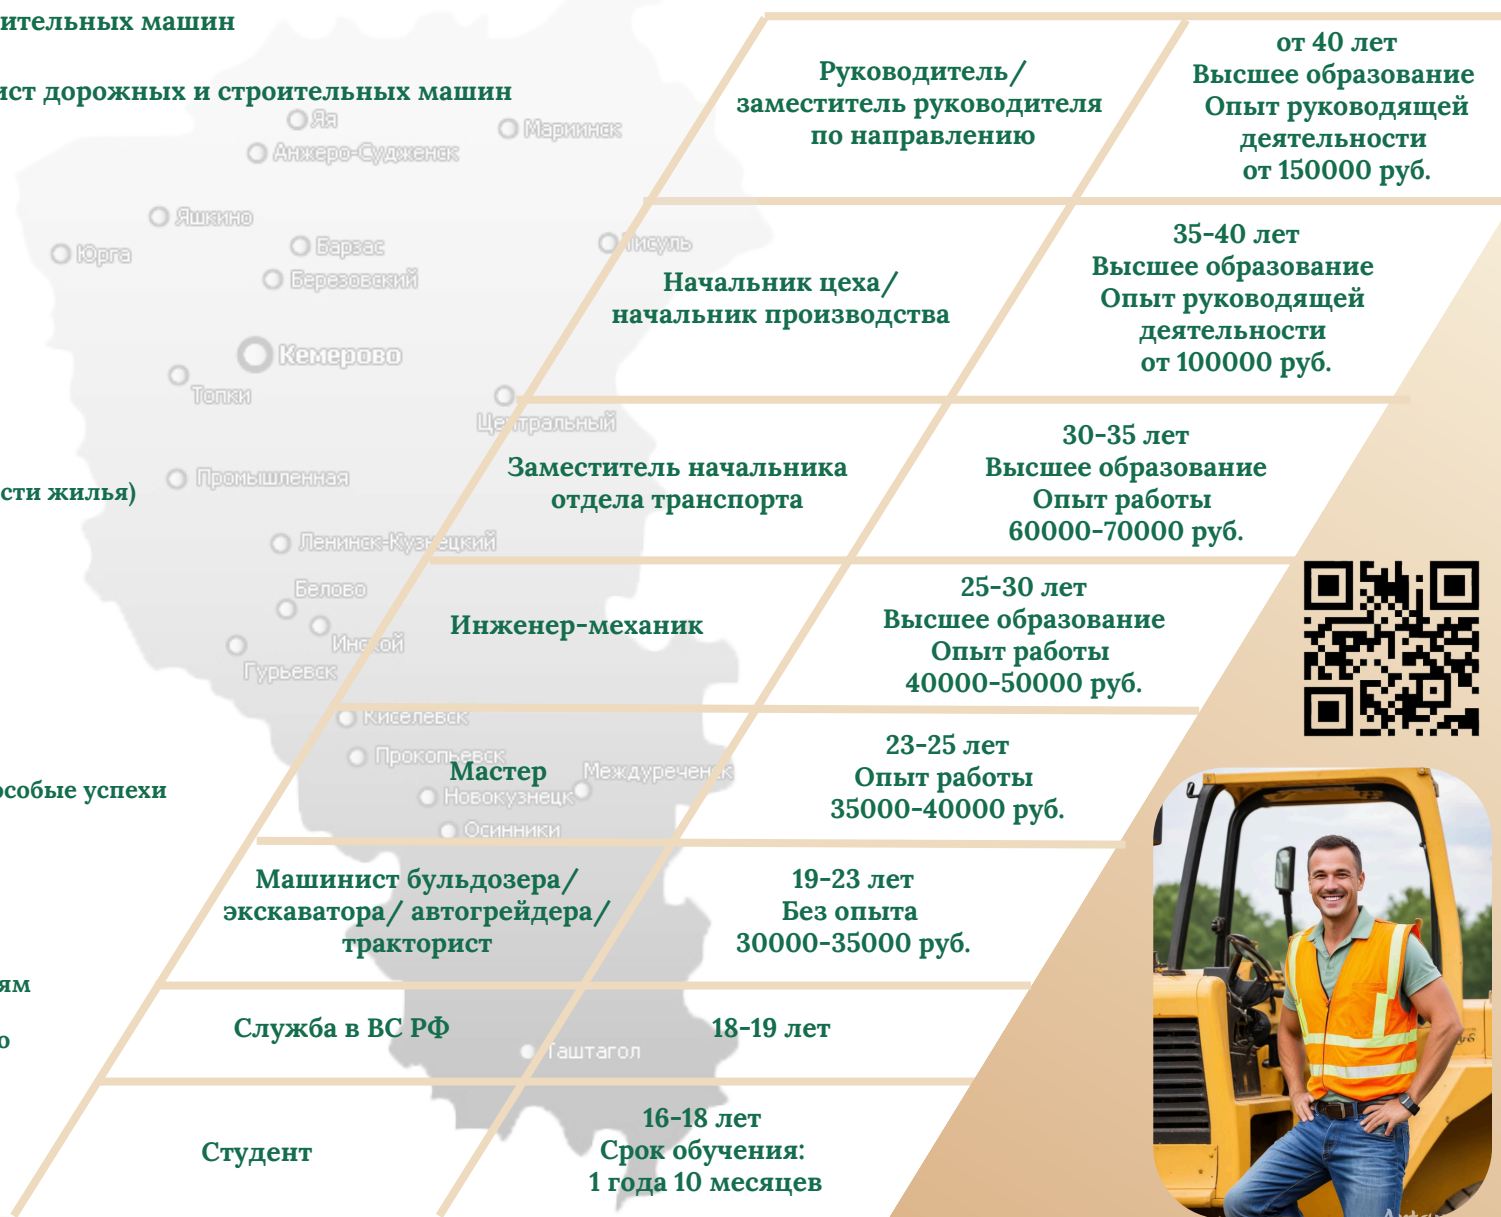 ительных машин
ист дорожных и строительных машин
сти жилья)
особые успехи
ям
о
Руководитель/
заместитель руководителя
по направлению
от 40 лет
Высшее образование
Опыт руководящей
деятельности
от 150000 руб.
Начальник цеха/
начальник производства
35-40 лет
Высшее образование
Опыт руководящей
деятельности
от 100000 руб.
Заместитель начальника
отдела транспорта
30-35 лет
Высшее образование
Опыт работы
60000-70000 руб.
Инженер-механик
25-30 лет
Высшее образование
Опыт работы
40000-50000 руб.
Мастер
23-25 лет
Опыт работы
35000-40000 руб.
Машинист бульдозера/
экскаватора/ автогрейдера/
тракторист
19-23 лет
Без опыта
30000-35000 руб.
Служба в ВС РФ
18-19 лет
Студент
16-18 лет
Срок обучения:
1 года 10 месяцев
Яя
Мариинск
Анжеро-Судженск
Яшкино
Юрга
Барзас
Тисуль
Березовский
Кемерово
Топки
Центральный
Промышленная
Ленинск-Кузнецкий
Белово
Инской
Гурьевск
Киселевск
Прокопьевск
Междуреченск
Новокузнецк
Осинники
Таштагол